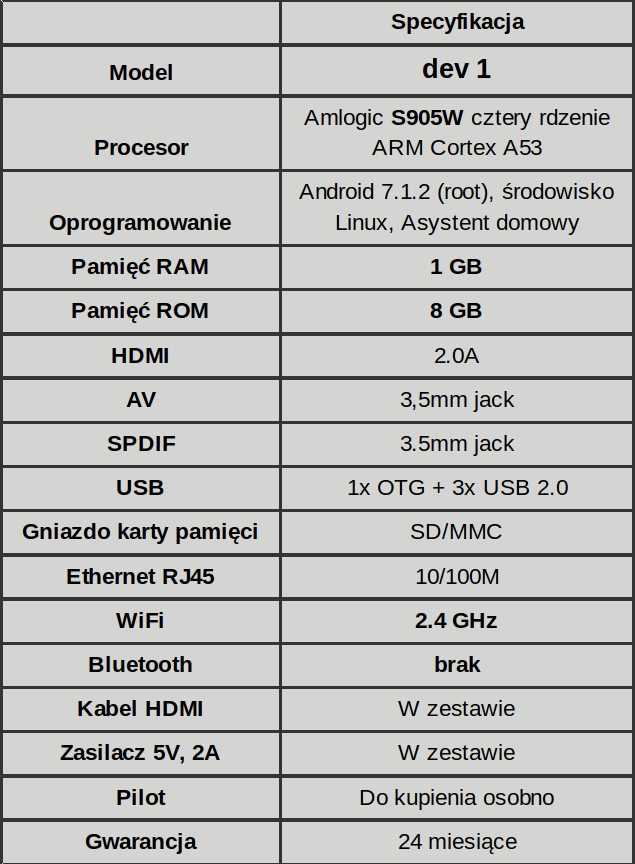 Specyfikacja
Model
dev 1
Procesor
Amlogic S905W cztery rdzenie
ARM Cortex A53
Oprogramowanie
Android 7.1.2 (root), środowisko
Linux, Asystent domowy
Pamięć RAM
1 GB
Pamięć ROM
8 GB
HDMI
2.0A
AV
3,5mm jack
SPDIF
3.5mm jack
USB
1x OTG + 3x USB 2.0
Gniazdo karty pamięci
SD/MMC
Ethernet RJ45
10/100M
WiFi
2.4 GHz
Bluetooth
brak
Kabel HDMI
W zestawie
Zasilacz 5V, 2A
W zestawie
Pilot
Do kupienia osobno
Gwarancja
24 miesiące